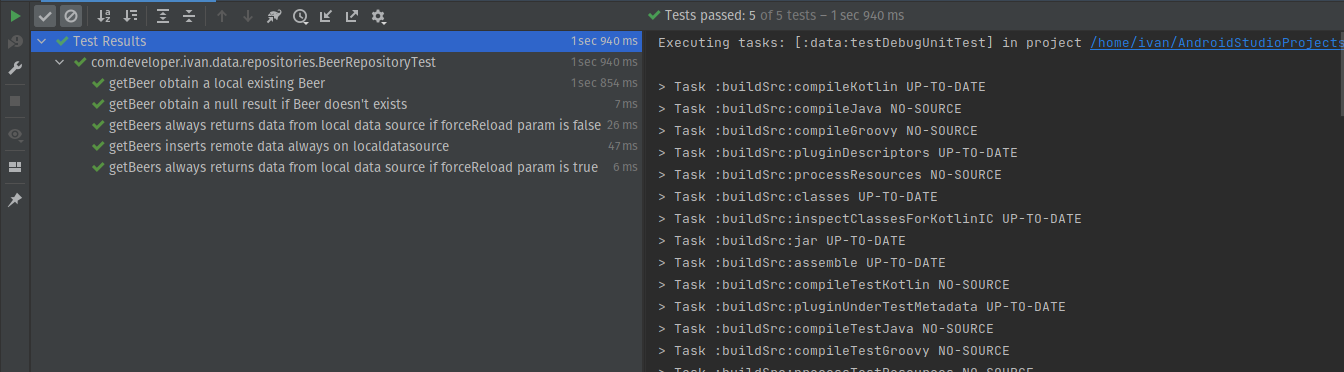 Tests passed: 5 of 5 tests – 1 sec 940 ms
Test Results 1 sec 940 ms
com.developer.ivan.data.repositories.BeerRepositoryTest 1 sec 940 ms
getBeer obtain a local existing Beer 1 sec 854 ms
getBeer obtain a null result if Beer doesn't exists 7 ms
getBeers always returns data from local data source if forceReload param is false 26 ms
getBeers inserts remote data always on localdatasource 47 ms
getBeers always returns data from local data source if forceReload param is true 6 ms
Executing tasks: [:data:testDebugUnitTest] in project /home/ivan/AndroidStudioProjects
> Task :buildSrc:compileKotlin UP-TO-DATE
> Task :buildSrc:compileJava NO-SOURCE
> Task :buildSrc:compileGroovy NO-SOURCE
> Task :buildSrc:pluginDescriptors UP-TO-DATE
> Task :buildSrc:processResources NO-SOURCE
> Task :buildSrc:classes UP-TO-DATE
> Task :buildSrc:inspectClassesForKotlinIC UP-TO-DATE
> Task :buildSrc:jar UP-TO-DATE
> Task :buildSrc:assemble UP-TO-DATE
> Task :buildSrc:compileTestKotlin NO-SOURCE
> Task :buildSrc:pluginUnderTestMetadata UP-TO-DATE
> Task :buildSrc:compileTestJava NO-SOURCE
> Task :buildSrc:compileTestGroovy NO-SOURCE
> Task :buildSrc:processTestResources NO-SOURCE